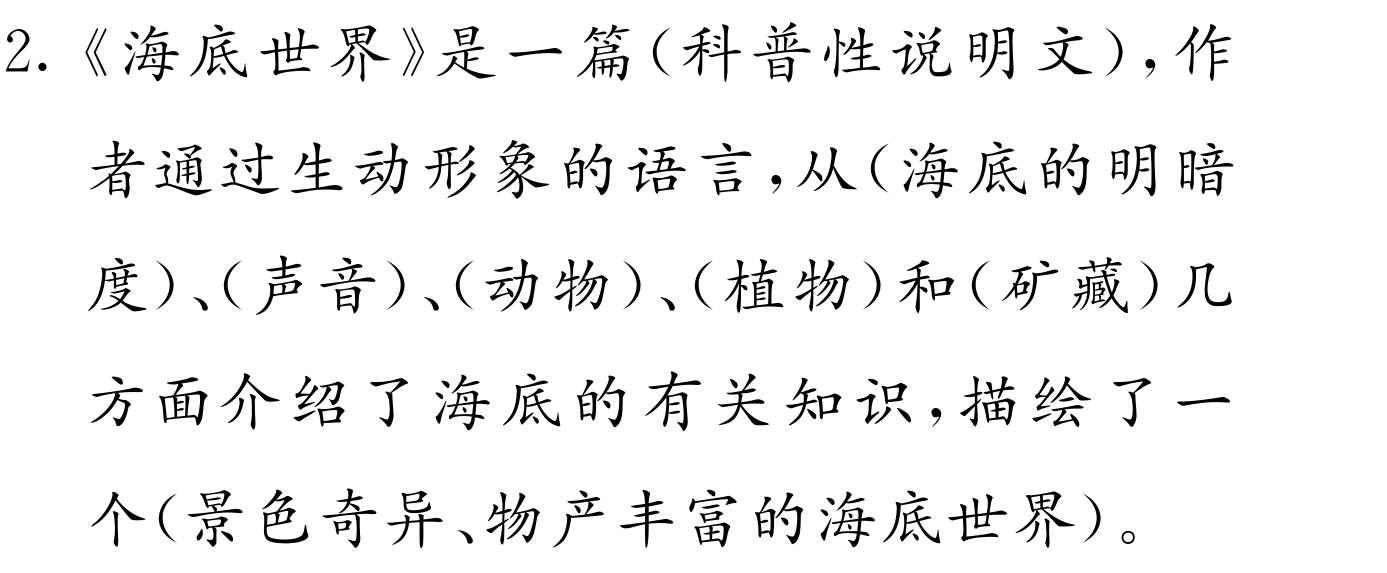 2.《海底世界》是一篇(科普性说明文),作
者通过生动形象的语言,从(海底的明暗
度)、(声音)、(动物)、(植物)和(矿藏)几
方面介绍了海底的有关知识,描绘了一
个(景色奇异、物产丰富的海底世界)。